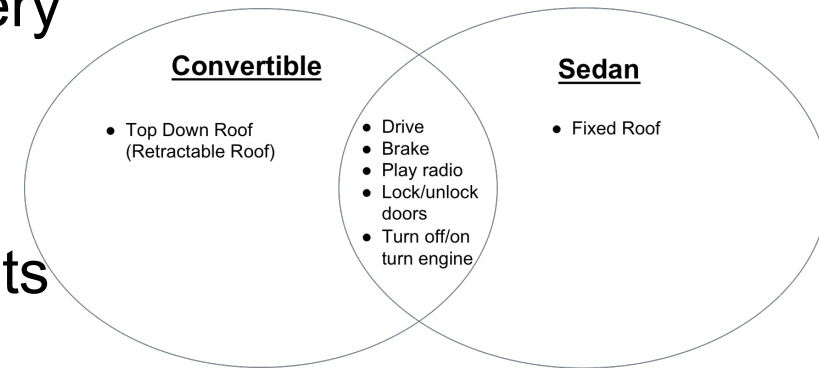 ery
Convertible
● Top Down Roof
(Retractable Roof)
● Drive
● Brake
● Play radio
● Lock/unlock
doors
● Turn off/on
turn engine
Sedan
● Fixed Roof
ts